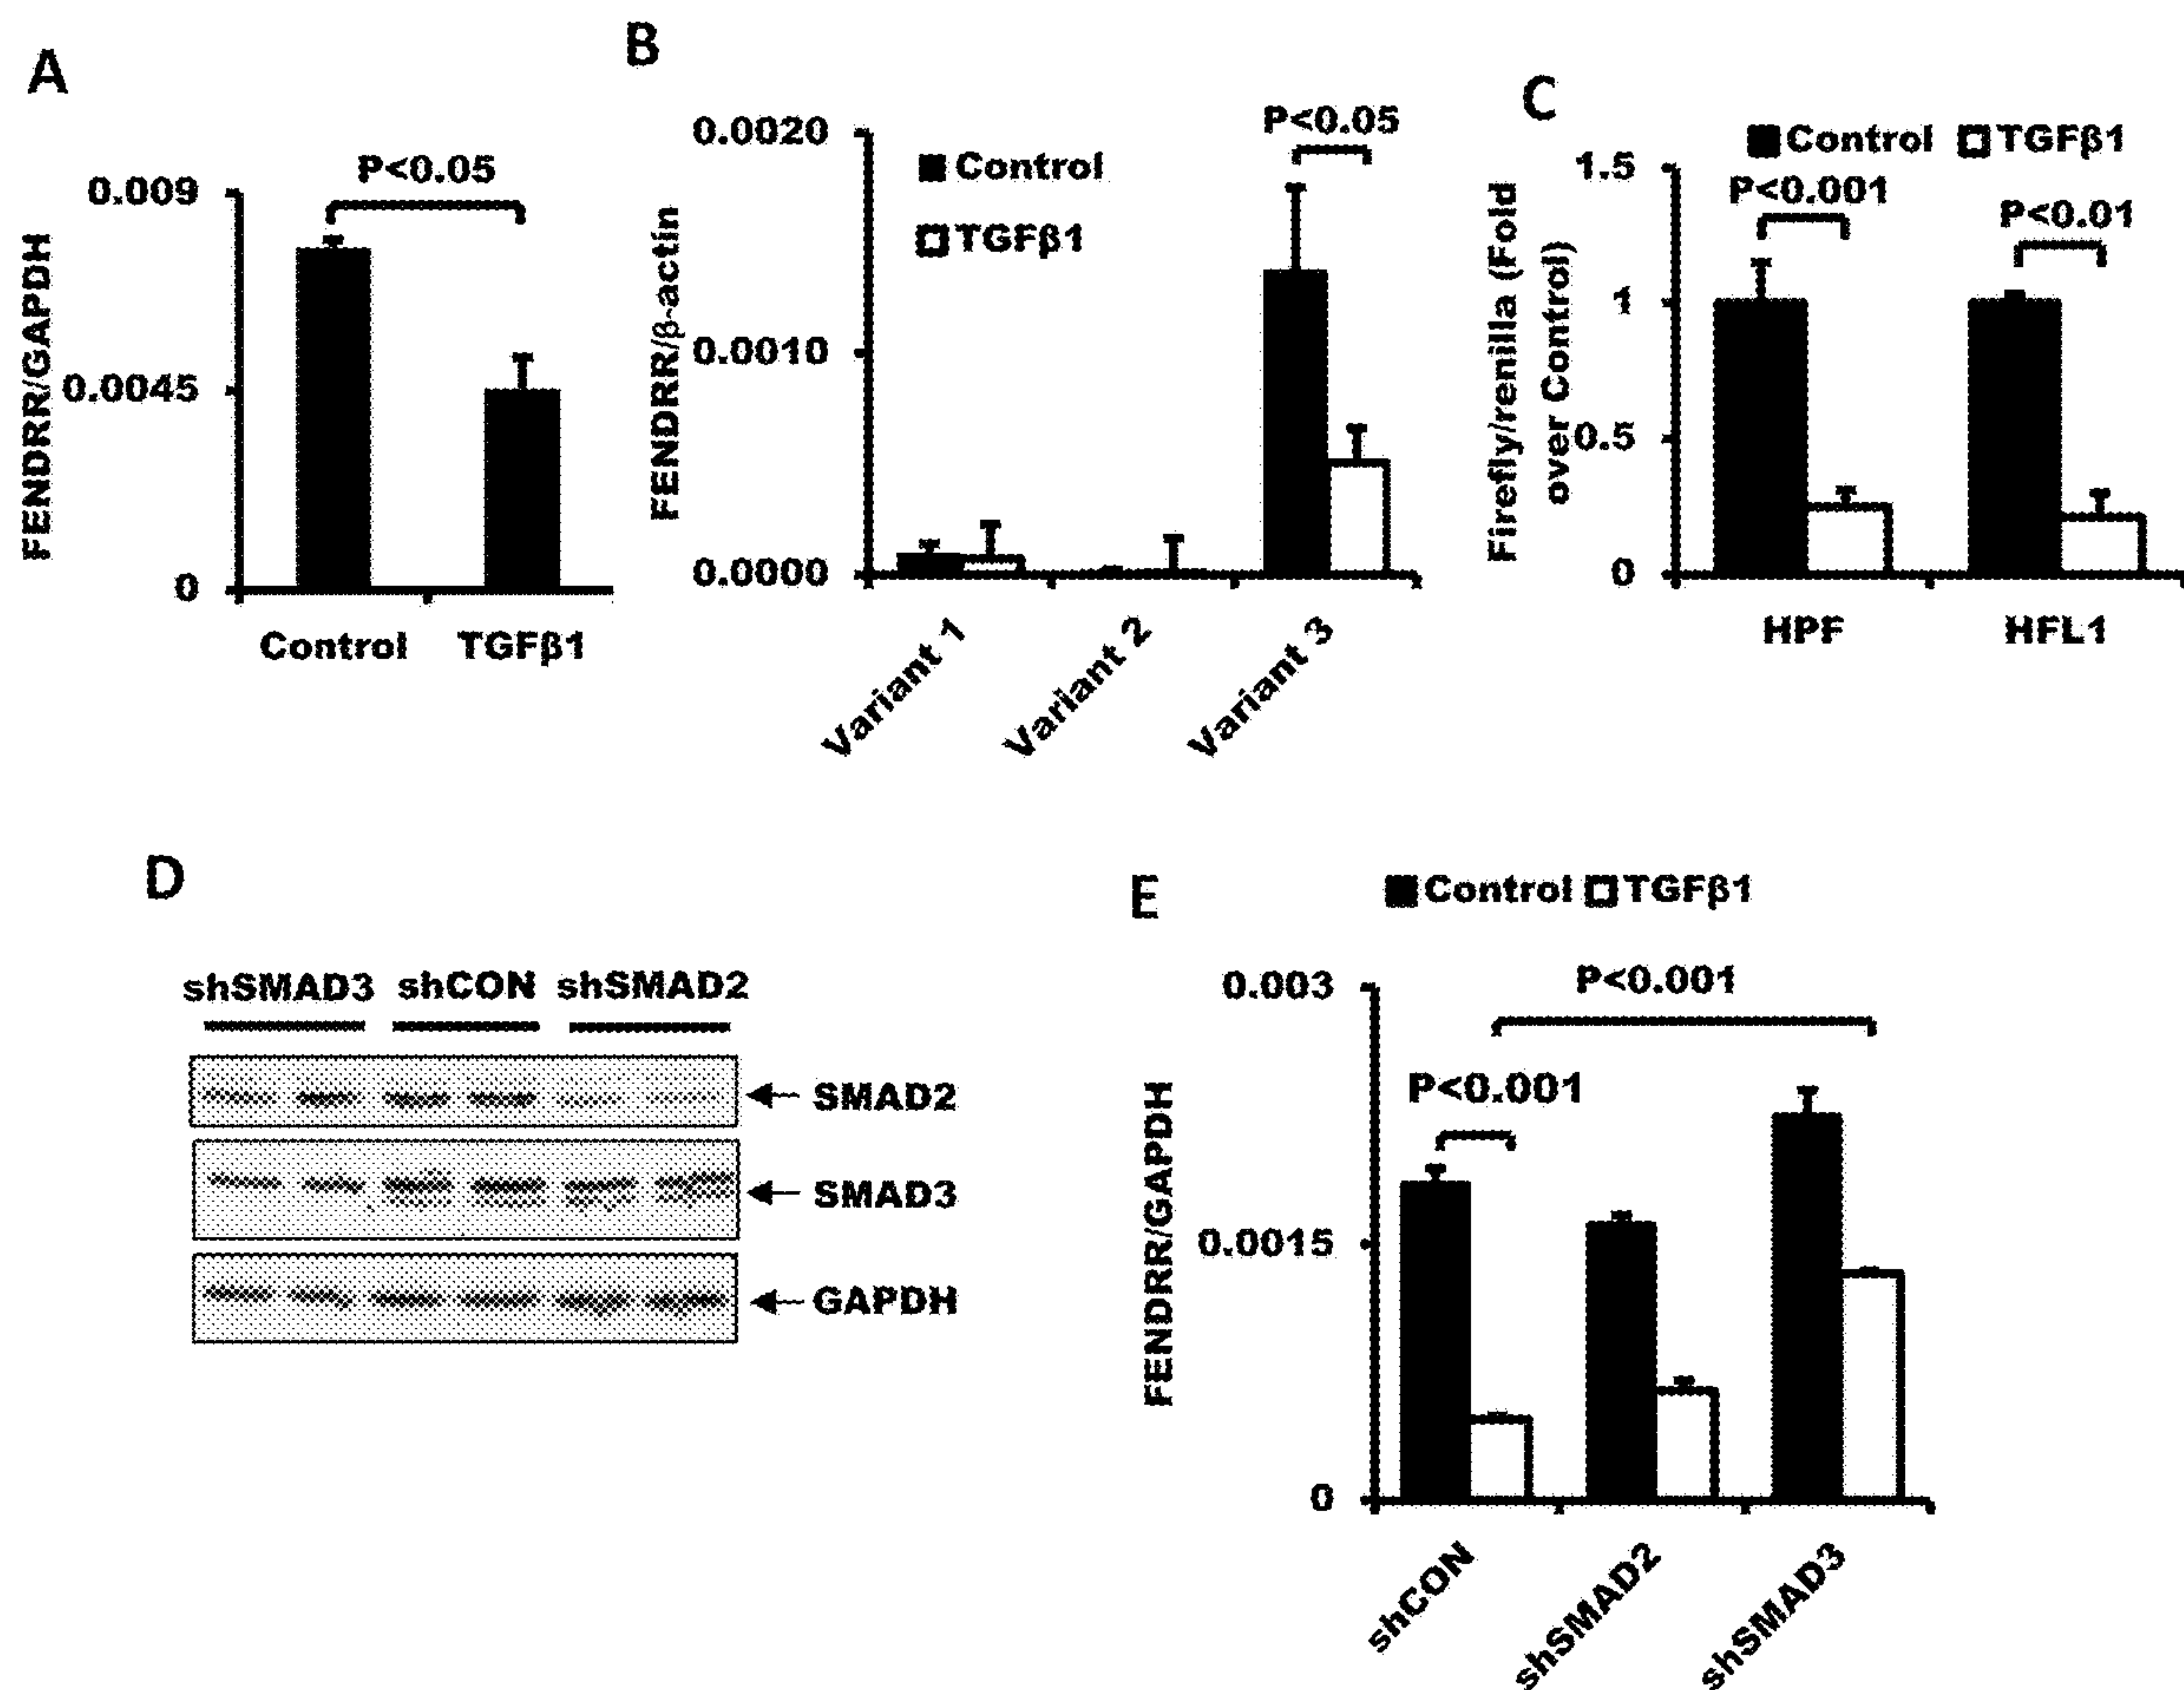 A
P<0.05
0.009
0.0045
0
FENDRR/GAPDH
Control TGFβ1
B
P<0.05
0.0020
0.0010
0.0000
FENDRR/β-actin
Control
TGFβ1
Variant 1
Variant 2
Variant 3
C
Control TGFβ1
1.5
1
0.5
0
P<0.001
P<0.01
Firefly/renilla (Fold
over Control)
HPF HFL1
D
shSMAD3 shCON shSMAD2
SMAD2
SMAD3
GAPDH
E
Control TGFβ1
P<0.001
P<0.001
0.003
0.0015
0
FENDRR/GAPDH
shCON
shSMAD2
shSMAD3